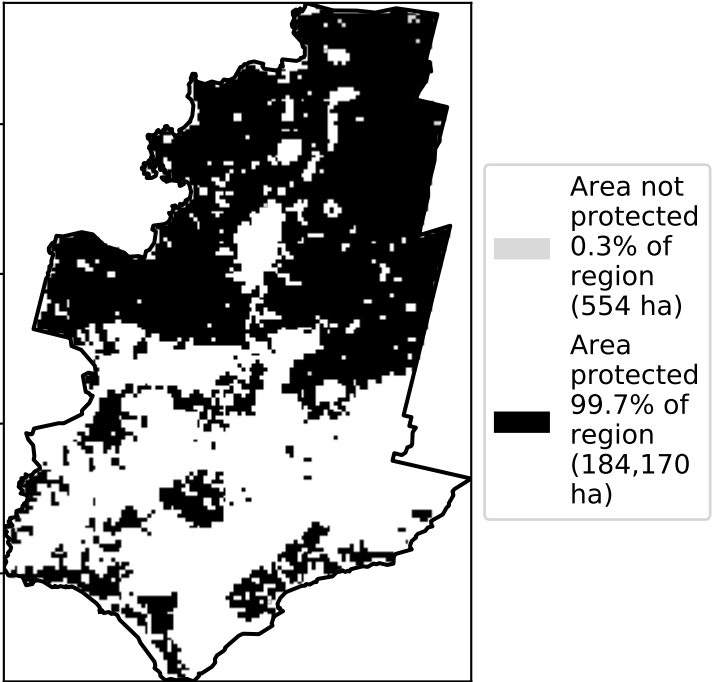 Area not
protected
0.3% of
region
(554 ha)
Area
protected
99.7% of
region
(184,170
ha)